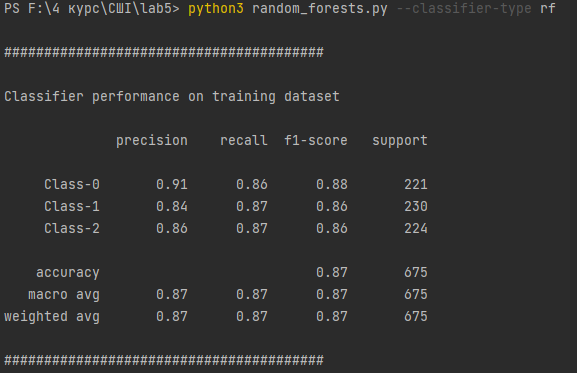 PS F:\4 курс\СШІ\lab5> python3 random_forests.py --classifier-type rf
########################################
Classifier performance on training dataset
precision recall f1-score support
Class-0 0.91 0.86 0.88 221
Class-1 0.84 0.87 0.86 230
Class-2 0.86 0.87 0.86 224
accuracy 0.87 675
macro avg 0.87 0.87 0.87 675
weighted avg 0.87 0.87 0.87 675
########################################